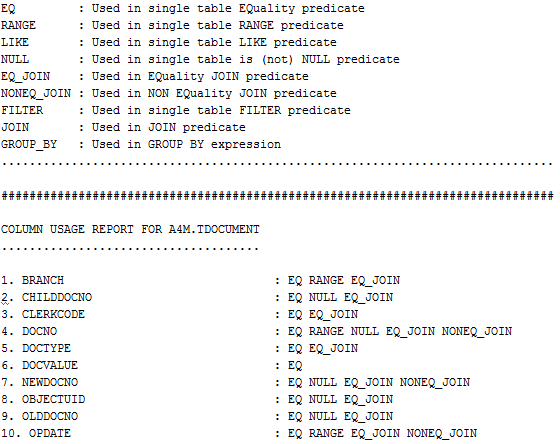 EQ : Used in single table EQuality predicate
RANGE : Used in single table RANGE predicate
LIKE : Used in single table LIKE predicate
NULL : Used in single table is (not) NULL predicate
EQ_JOIN : Used in EQuality JOIN predicate
NONEQ_JOIN : Used in NON EQuality JOIN predicate
FILTER : Used in single table FILTER predicate
JOIN : Used in JOIN predicate
GROUP_BY : Used in GROUP BY expression
...............................................................................
###############################################################################
COLUMN USAGE REPORT FOR A4M.TDOCUMENT
.....................................
1. BRANCH : EQ RANGE EQ_JOIN
2. CHILDDOCNO : EQ NULL EQ_JOIN
3. CLERKCODE : EQ EQ_JOIN
4. DOCNO : EQ RANGE NULL EQ_JOIN NONEQ_JOIN
5. DOCTYPE : EQ EQ_JOIN
6. DOCVALUE : EQ
7. NEWDOCNO : EQ NULL EQ_JOIN NONEQ_JOIN
8. OBJECTUID : EQ NULL EQ_JOIN
9. OLDDOCNO : EQ NULL EQ_JOIN
10. OPDATE : EQ RANGE EQ_JOIN NONEQ_JOIN